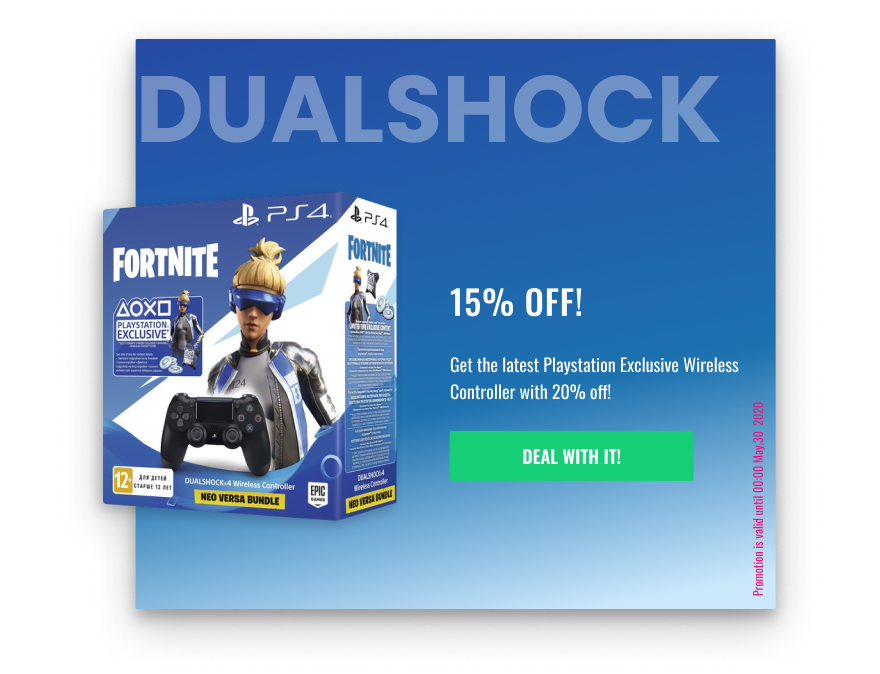 DUALSHOCK
PS4
PS4
FORTNITE
FORTNITE
PLAYSTATION
EXCLUSIVE
24
12+
ДЛЯ ДЕТЕЙ
СТАРШЕ 12 ЛЕТ
DUALSHOCK®4 Wireless Controller
NEO VERSA BUNDLE
EPIC
GAMES
DUALSHOCK®4
Wireless Controller
NEO VERSA BUNDLE
15% OFF!
Get the latest Playstation Exclusive Wireless
Controller with 20% off!
DEAL WITH IT!
Promotion is valid until 00:00 May,30 2020